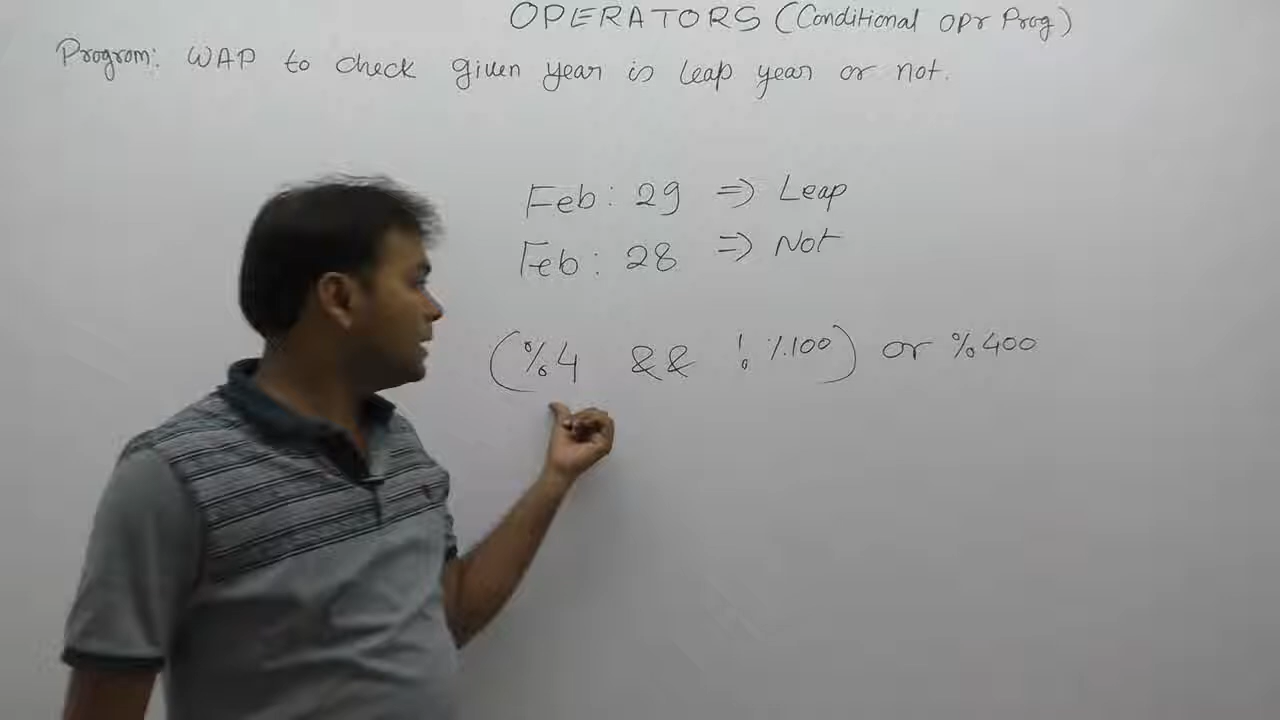 OPERATORS (Conditional OPr Prog)
Program: WAP to check given year is leap year or not.
Feb: 29 => Leap
Feb: 28 => Not
(%4 && ! %100) or %400